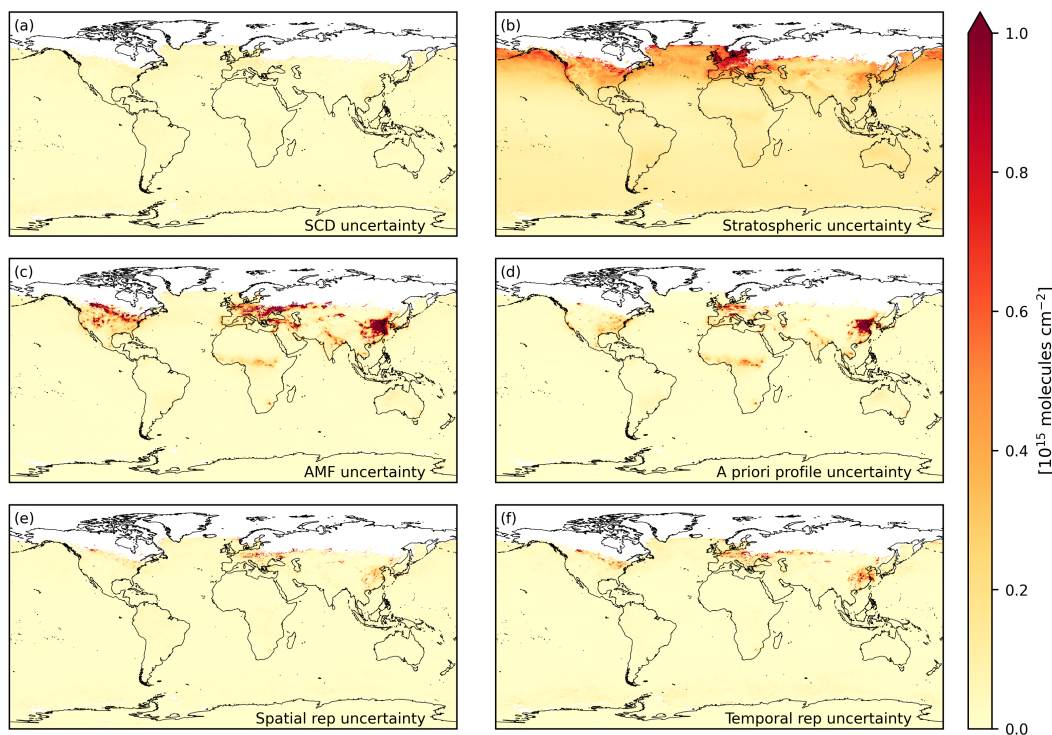 (a)
SCD uncertainty
(b)
Stratospheric uncertainty
(c)
AMF uncertainty
(d)
A priori profile uncertainty
(e)
Spatial rep uncertainty
(f)
Temporal rep uncertainty
1.0
0.8
0.6
0.4
0.2
0.0
[10¹⁵ molecules cm⁻²]